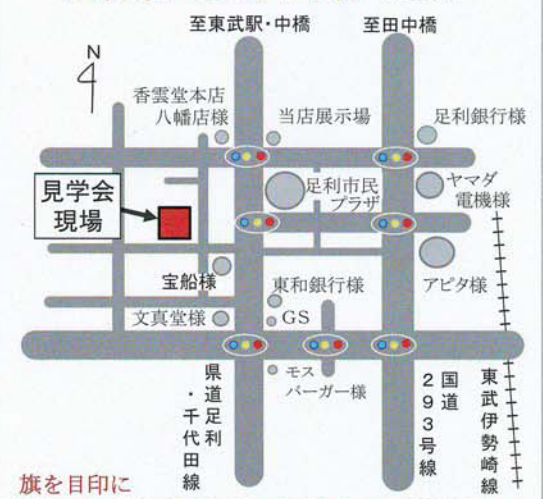 至東武駅・中橋
至田中橋
N
香雲堂本店
八幡店様
当店展示場
足利銀行様
見学会
現場
足利市民
プラザ
ヤマダ
電機様
宝船様
東和銀行様
アピタ様
文真堂様
GS
モス
バーガー様
県道足利
・千代田線
国道
293号線
東武伊勢崎線
旗を目印に